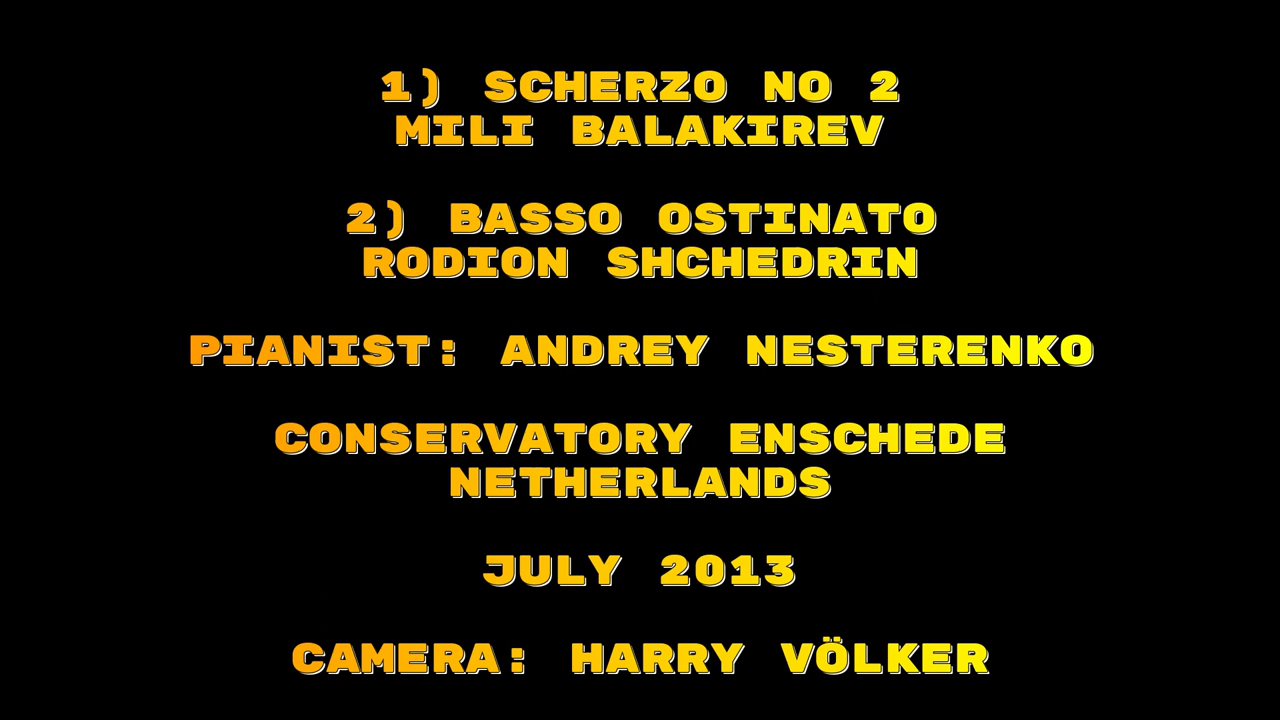 1) SCHERZO NO 2
MILI BALAKIREV
2) BASSO OSTINATO
RODION SHCHEDRIN
PIANIST: ANDREY NESTERENKO
CONSERVATORY ENSCHEDE
NETHERLANDS
JULY 2013
CAMERA: HARRY VÖLKER